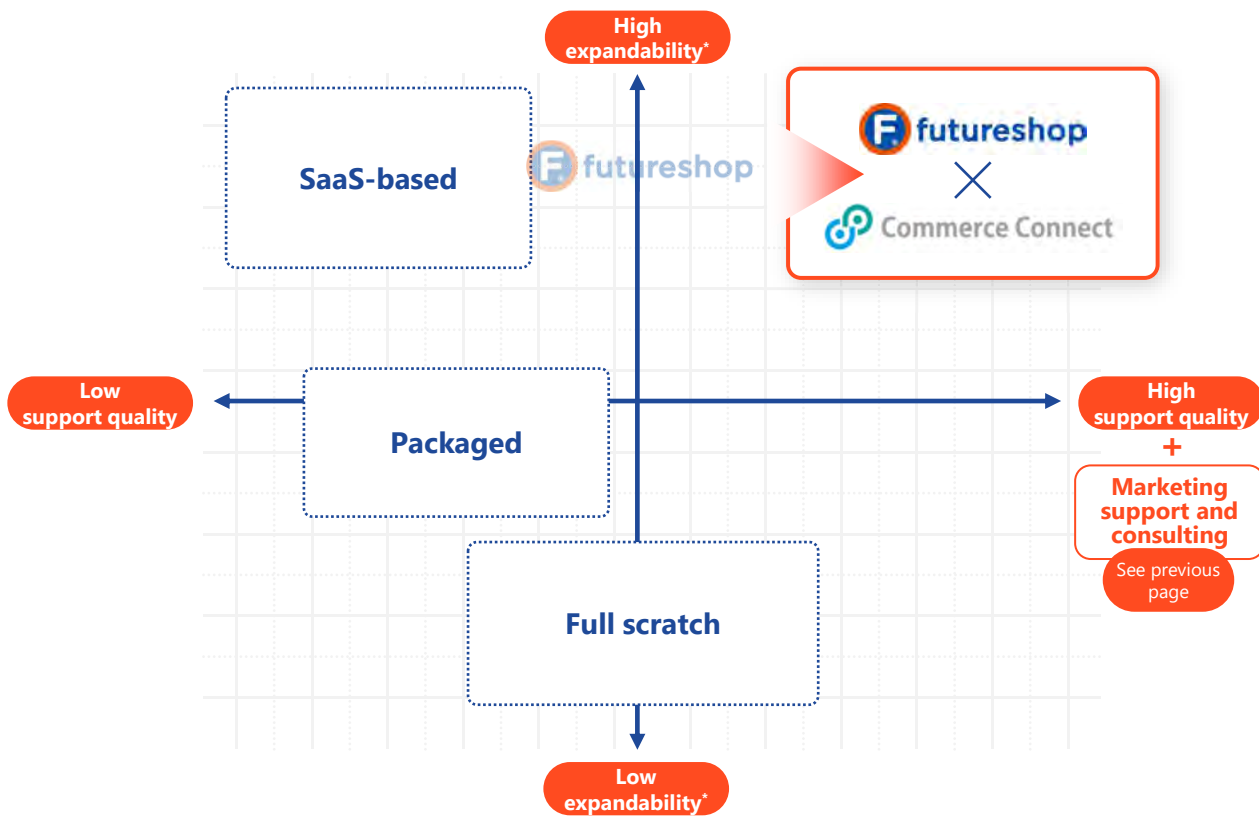 High
expandability*
SaaS-based
futureshop
futureshop
Commerce Connect
Low
support quality
High
support quality
+
Marketing
support and
consulting
See previous
page
Packaged
Full scratch
Low
expandability*